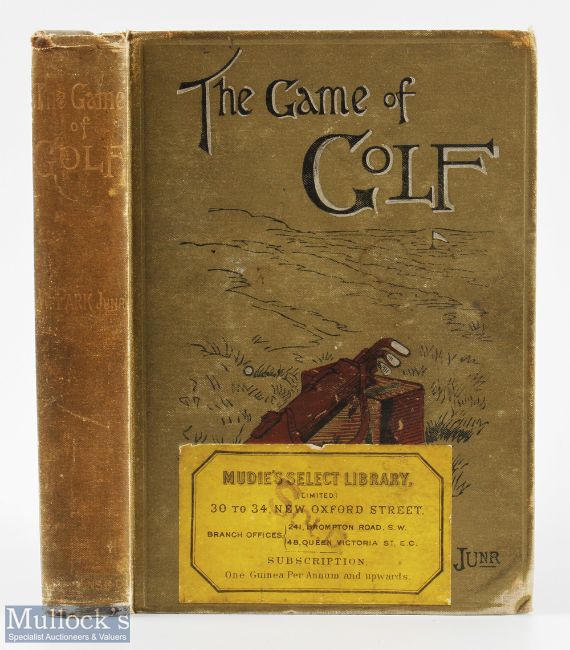 The Game
of
GOLF
PARK Junr
The Game of
GOLF
MUDIE'S SELECT LIBRARY,
(LIMITED)
30 TO 34, NEW OXFORD STREET.
BRANCH OFFICES 241, BROMPTON ROAD, S.W.
48, QUEEN VICTORIA ST, E.C.
SUBSCRIPTION
One Guinea Per Annum and upwards.
JUNR
Mullock's
Specialist Auctioneers & Valuers